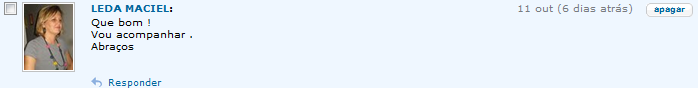 LEDA MACIEL: 11 out (6 dias atrás) apagar
Que bom !
Vou acompanhar .
Abraços
Responder